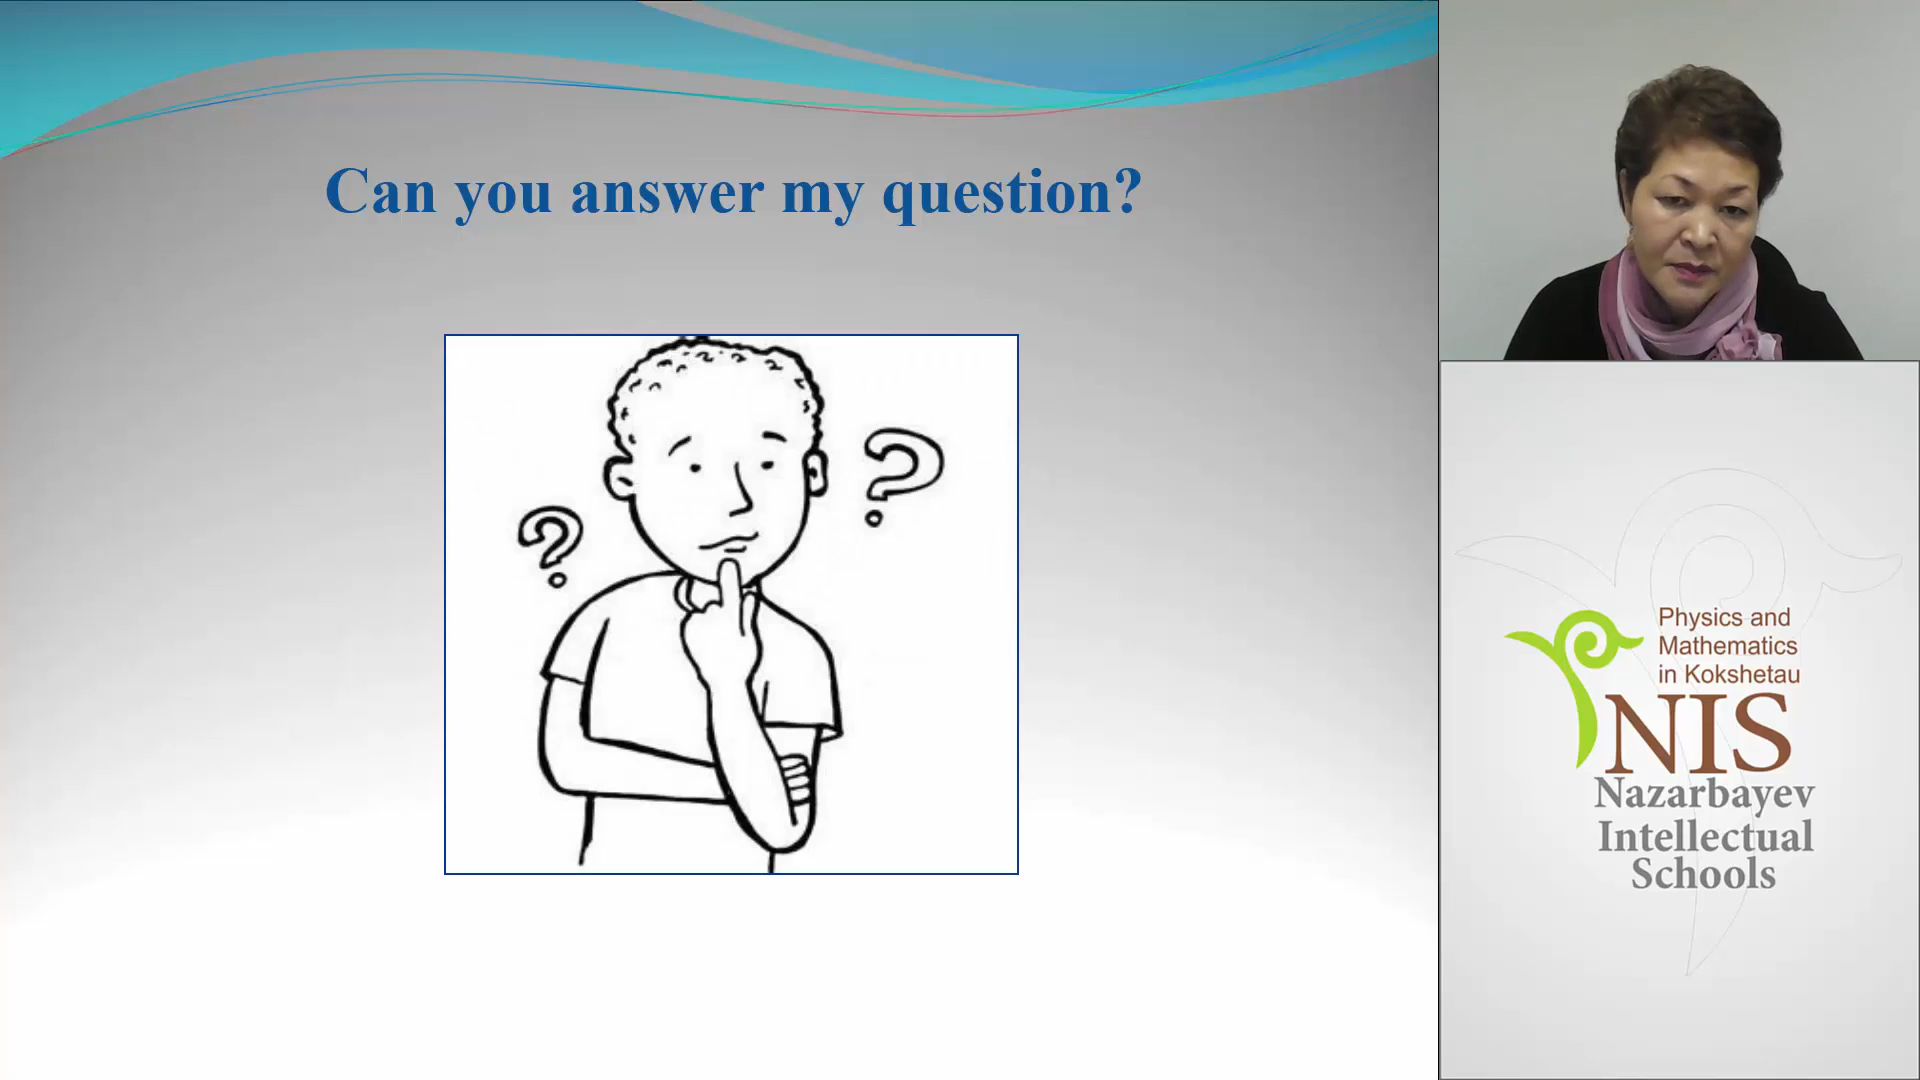 Can you answer my question?
? ?
Physics and
Mathematics
in Kokshetau
NIS
Nazarbayev
Intellectual
Schools